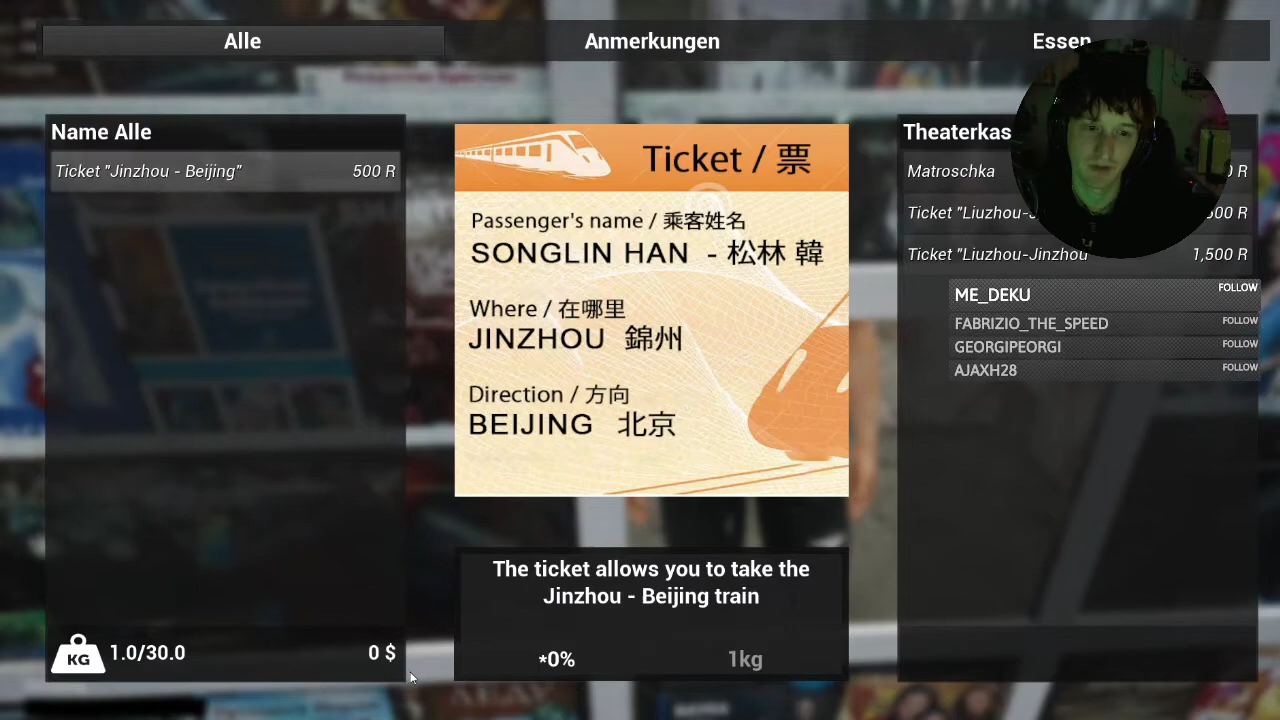 Alle
Anmerkungen
Essen
Name Alle
Ticket "Jinzhou - Beijing" 500 R
Ticket / 票
Passenger's name / 乘客姓名
SONGLIN HAN - 松林 韓
Where / 在哪里
JINZHOU 錦州
Direction / 方向
BEIJING 北京
The ticket allows you to take the
Jinzhou - Beijing train
*0% 1kg
KG 1.0/30.0 0 $
Theaterkas
Matroschka R
Ticket "Liuzhou-J 00 R
Ticket "Liuzhou-Jinzhou 1,500 R
ME_DEKU FOLLOW
FABRIZIO_THE_SPEED FOLLOW
GEORGIPEORGI FOLLOW
AJAXH28 FOLLOW